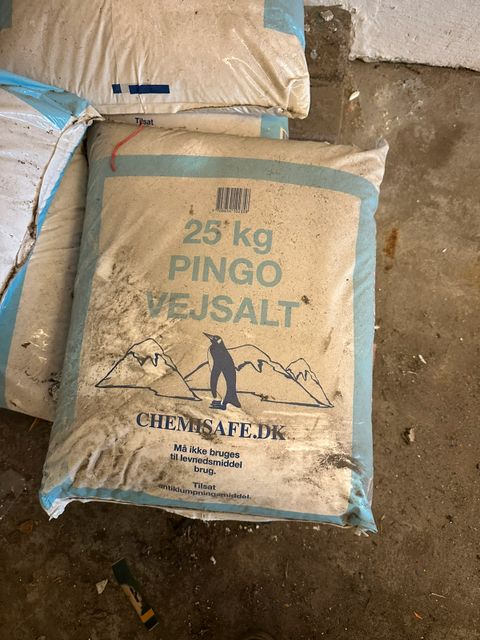 Tilsat
25 kg
PINGO
VEJSALT
CHEMISAFE.DK
Må ikke bruges
til levnedsmiddel
brug.
Tilsat
antiklumpningsmiddel.